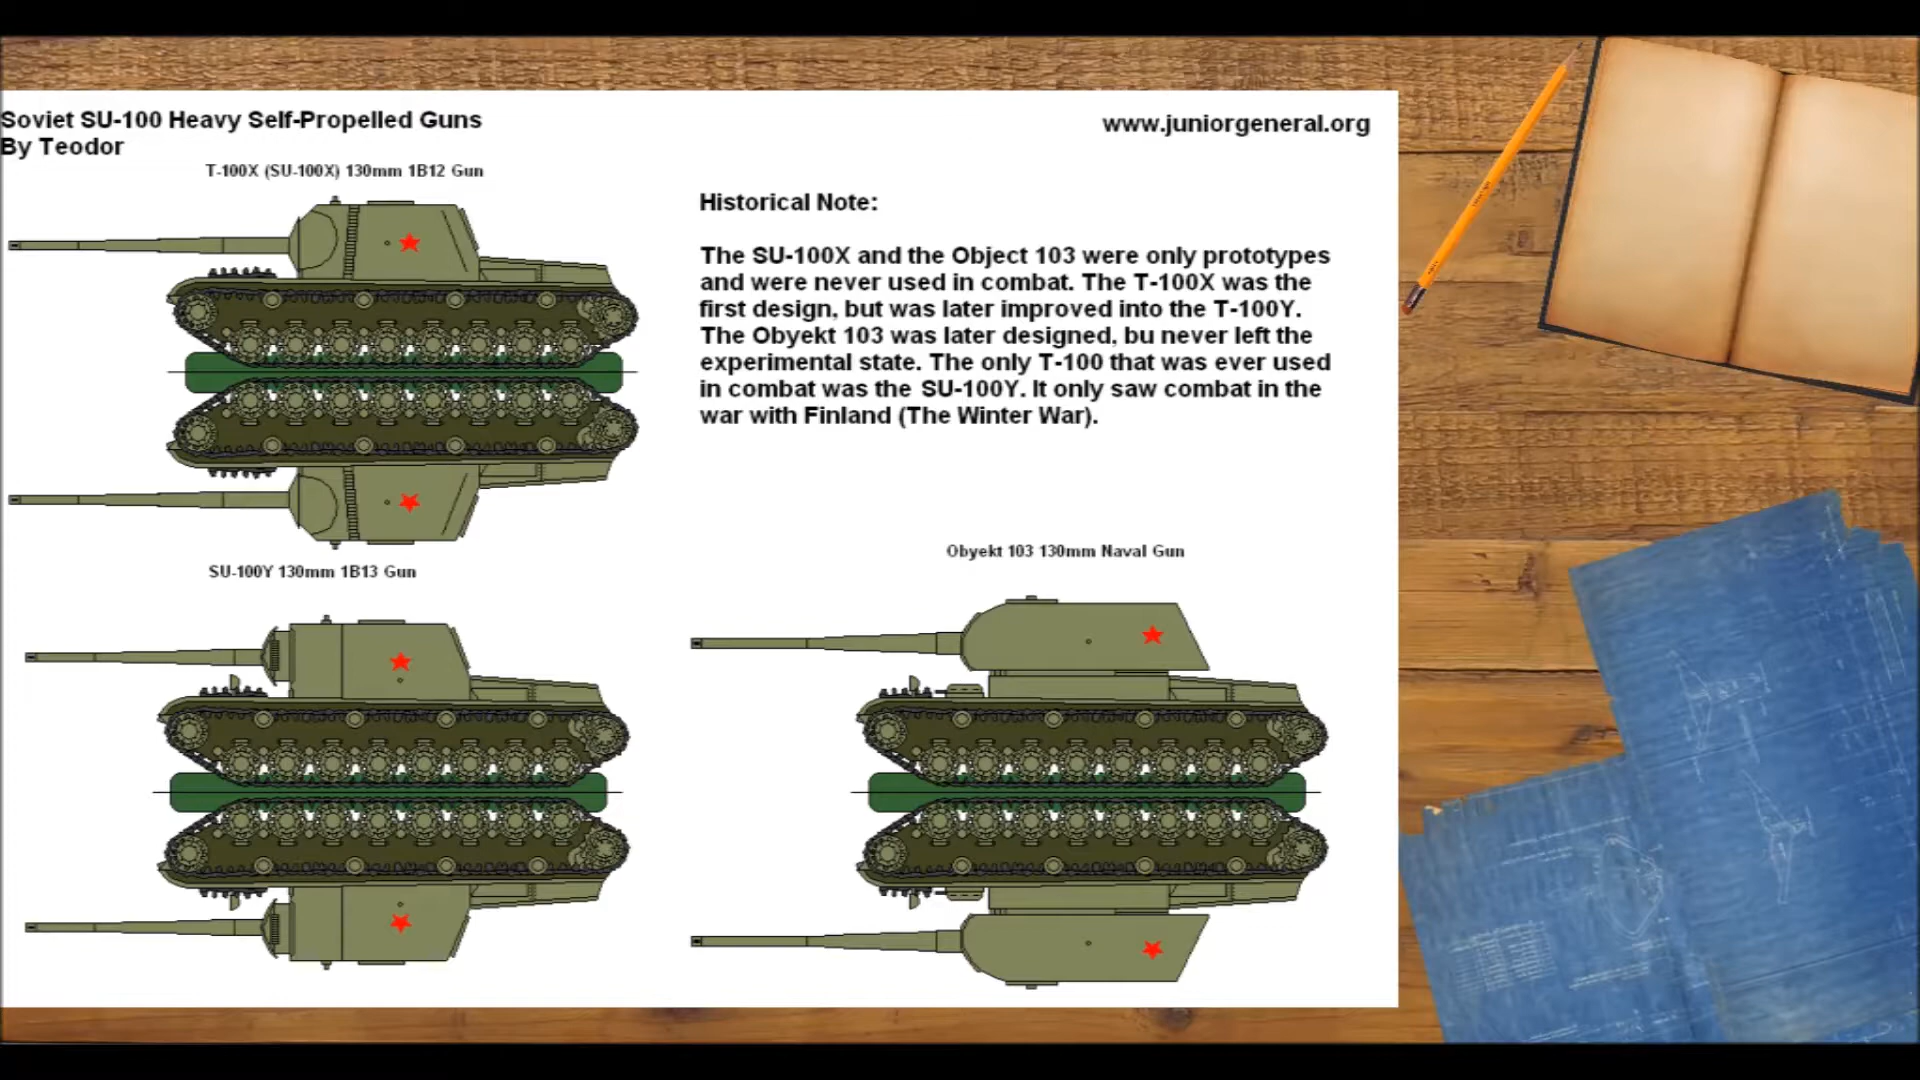 Soviet SU-100 Heavy Self-Propelled Guns
By Teodor
www.juniorgeneral.org
T-100X (SU-100X) 130mm 1B12 Gun
Historical Note:
The SU-100X and the Object 103 were only prototypes
and were never used in combat. The T-100X was the
first design, but was later improved into the T-100Y.
The Obyekt 103 was later designed, bu never left the
experimental state. The only T-100 that was ever used
in combat was the SU-100Y. It only saw combat in the
war with Finland (The Winter War).
SU-100Y 130mm 1B13 Gun
Obyekt 103 130mm Naval Gun